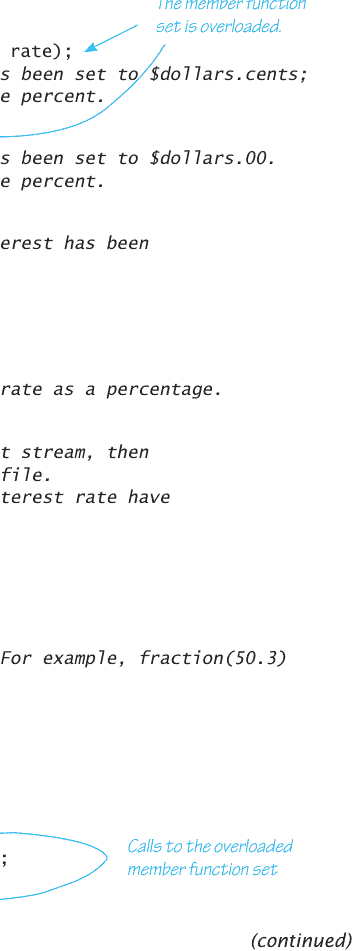 The member function
set is overloaded.
rate);
s been set to $dollars.cents;
e percent.
s been set to $dollars.00.
e percent.
erest has been
rate as a percentage.
t stream, then
file.
terest rate have
For example, fraction(50.3)
Calls to the overloaded
;
member function set
(continued)